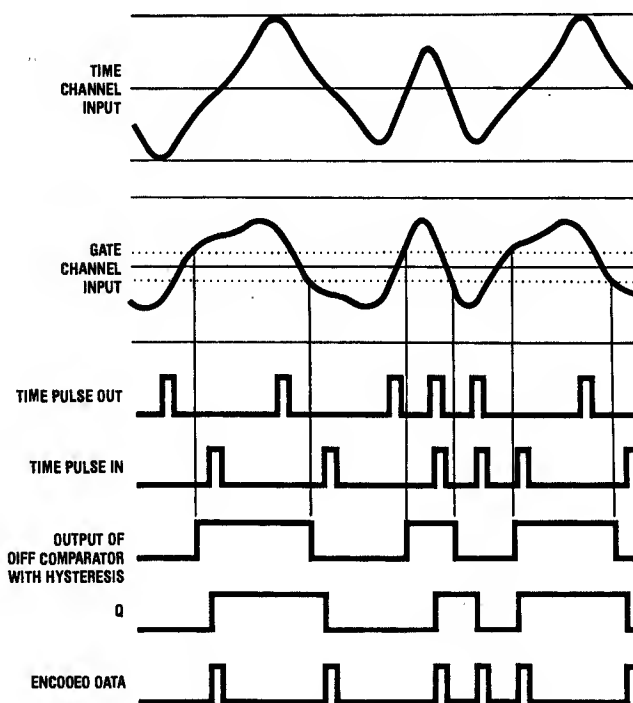 TIME
CHANNEL
INPUT
GATE
CHANNEL
INPUT
TIME PULSE OUT
TIME PULSE IN
OUTPUT OF
OIFF COMPARATOR
WITH HYSTERESIS
Q
ENCOOEO DATA